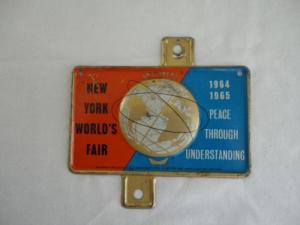 NEW
YORK
WORLD'S
FAIR
1964
1965
PEACE
THROUGH
UNDERSTANDING